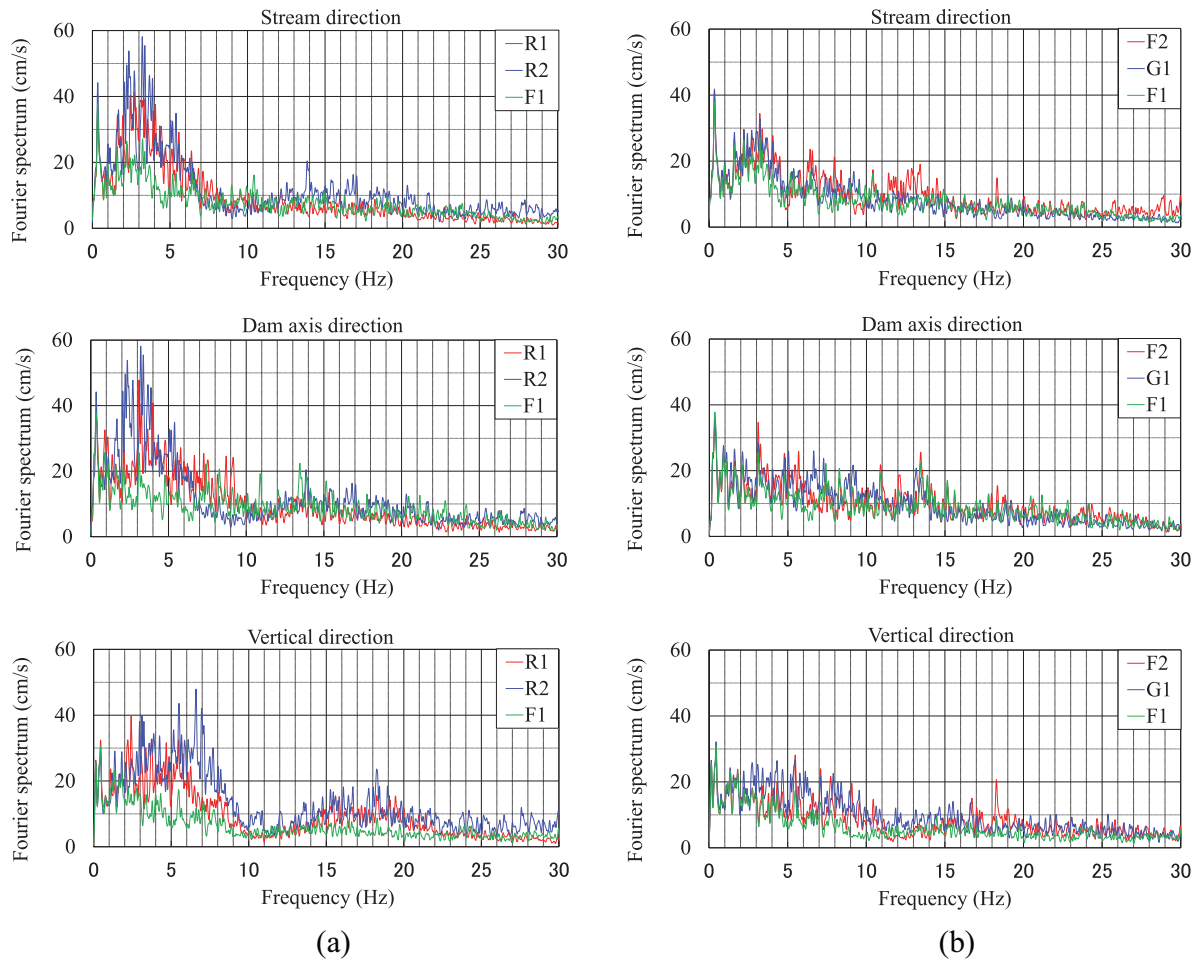 Stream direction
Fourier spectrum (cm/s)
60
40
20
0
R1
R2
F1
0 5 10 15 20 25 30
Frequency (Hz)
Dam axis direction
Fourier spectrum (cm/s)
60
40
20
0
R1
R2
F1
0 5 10 15 20 25 30
Frequency (Hz)
Vertical direction
Fourier spectrum (cm/s)
60
40
20
0
R1
R2
F1
0 5 10 15 20 25 30
Frequency (Hz)
(a)
Stream direction
Fourier spectrum (cm/s)
60
40
20
0
F2
G1
F1
0 5 10 15 20 25 30
Frequency (Hz)
Dam axis direction
Fourier spectrum (cm/s)
60
40
20
0
F2
G1
F1
0 5 10 15 20 25 30
Frequency (Hz)
Vertical direction
Fourier spectrum (cm/s)
60
40
20
0
F2
G1
F1
0 5 10 15 20 25 30
Frequency (Hz)
(b)